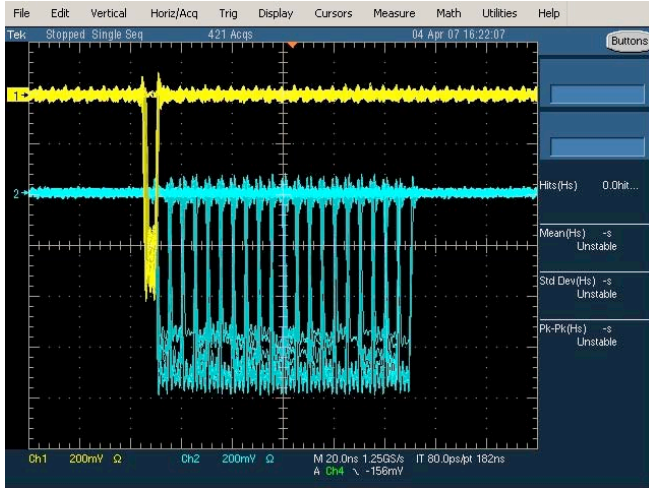 File Edit Vertical Horiz/Acq Trig Display Cursors Measure Math Utilities Help
Tek Stopped Single Seq 421 Acqs 04 Apr 07 16:22:07 Buttons
1
2
Hits(Hs) 0.0hit...
Mean(Hs) -s
Unstable
Std Dev(Hs) -s
Unstable
Pk-Pk(Hs) -s
Unstable
Ch1 200mV Ω Ch2 200mV Ω M 20.0ns 1.25GS/s IT 80.0ps/pt 182ns
A Ch4 \ -156mV